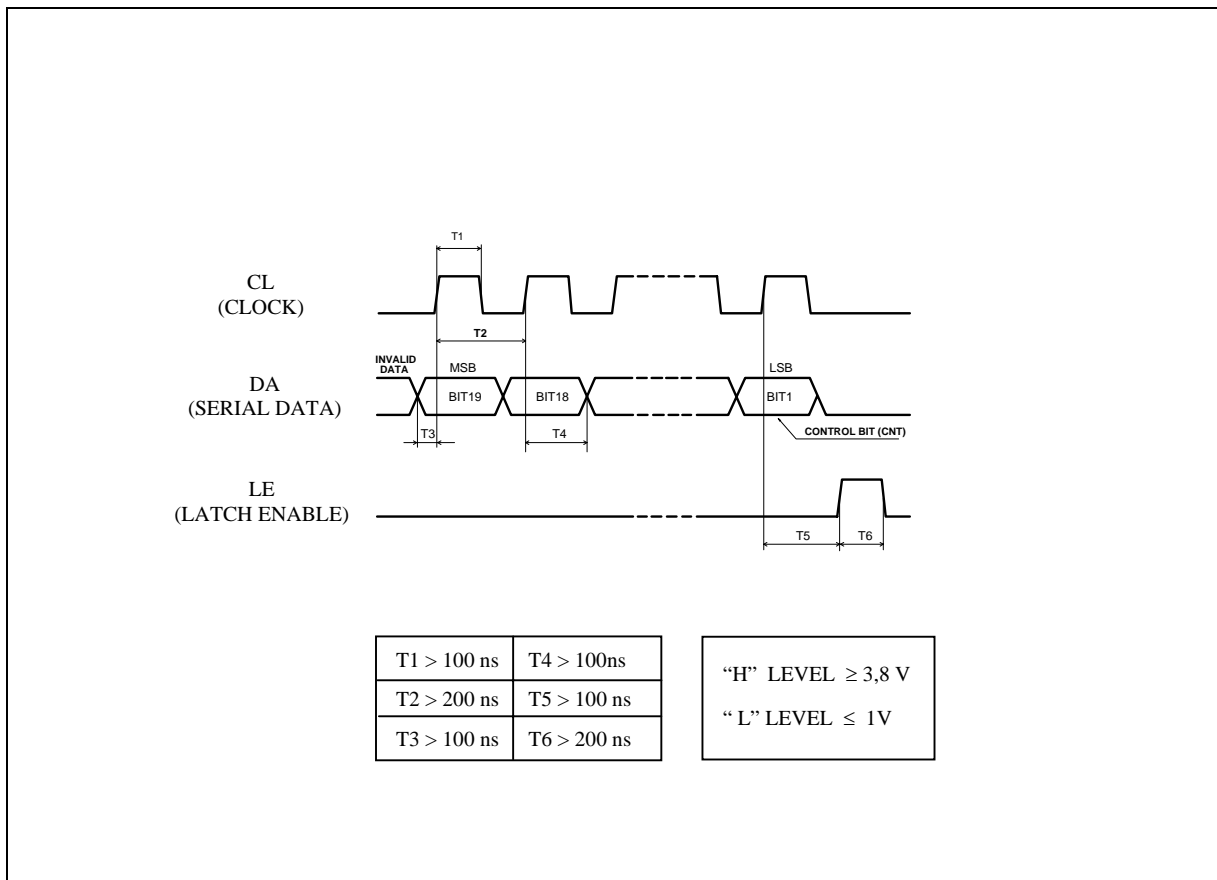 T1
CL
(CLOCK)
T2
INVALID
DATA
MSB
LSB
DA
(SERIAL DATA)
BIT19
BIT18
BIT1
T3
T4
CONTROL BIT (CNT)
LE
(LATCH ENABLE)
T5
T6
T1 > 100 ns
T4 > 100ns
T2 > 200 ns
T5 > 100 ns
T3 > 100 ns
T6 > 200 ns
“H” LEVEL ≥ 3,8 V
“ L” LEVEL ≤ 1V